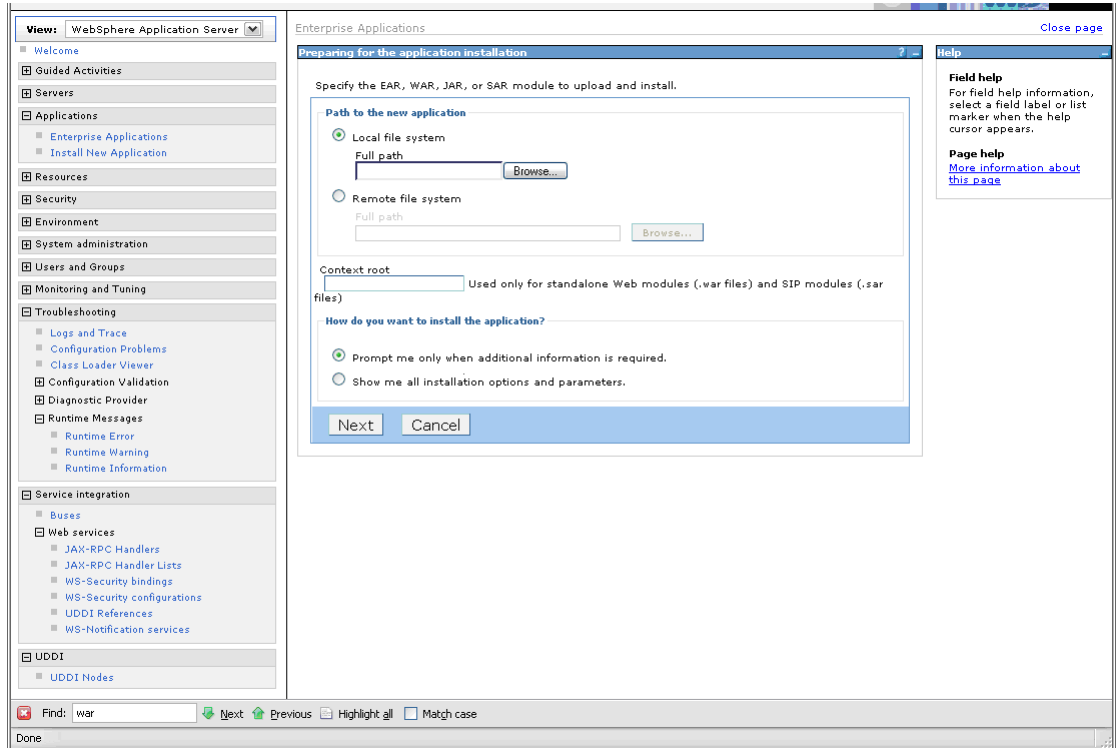 View: WebSphere Application Server
Welcome
Guided Activities
Servers
Applications
Enterprise Applications
Install New Application
Resources
Security
Environment
System administration
Users and Groups
Monitoring and Tuning
Troubleshooting
Logs and Trace
Configuration Problems
Class Loader Viewer
Configuration Validation
Diagnostic Provider
Runtime Messages
Runtime Error
Runtime Warning
Runtime Information
Service integration
Buses
Web services
JAX-RPC Handlers
JAX-RPC Handler Lists
WS-Security bindings
WS-Security configurations
UDDI References
WS-Notification services
UDDI
UDDI Nodes
Enterprise Applications
Close page
Preparing for the application installation ? _
Specify the EAR, WAR, JAR, or SAR module to upload and install.
Path to the new application
Local file system
Full path
Browse...
Remote file system
Full path
Browse...
Context root
Used only for standalone Web modules (.war files) and SIP modules (.sar
files)
How do you want to install the application?
Prompt me only when additional information is required.
Show me all installation options and parameters.
Next Cancel
Help _
Field help
For field help information,
select a field label or list
marker when the help
cursor appears.
Page help
More information about
this page
Find: war Next Previous Highlight all Match case
Done